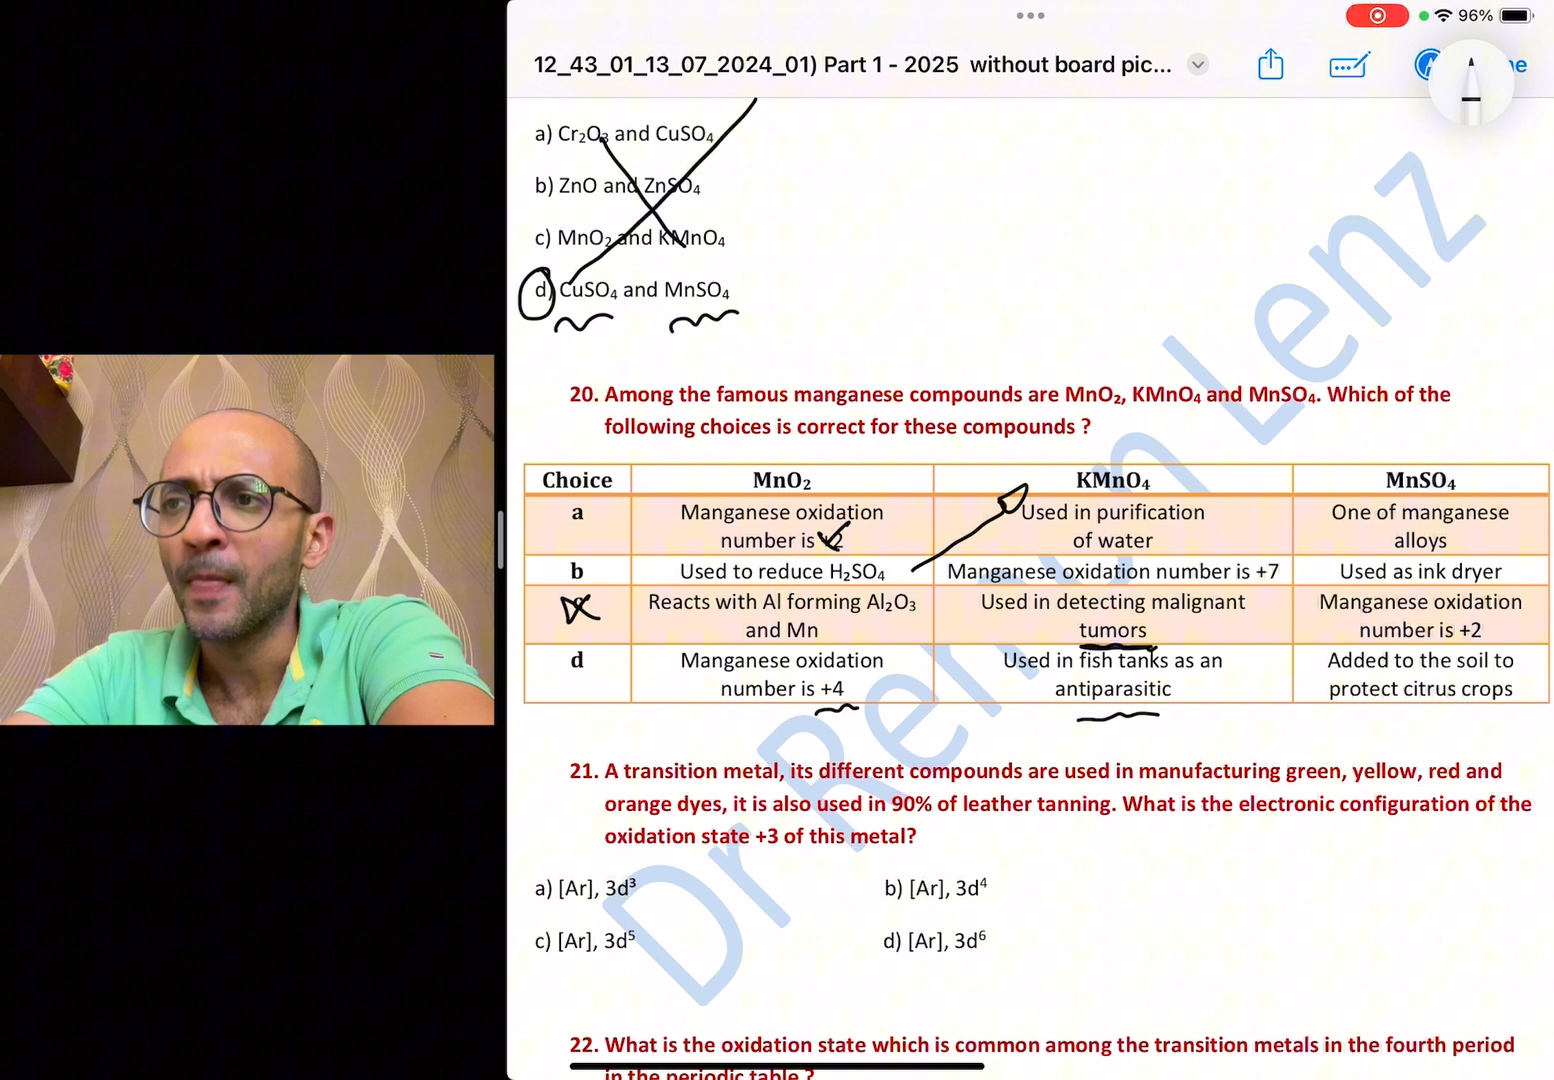 96%
12_43_01_13_07_2024_01) Part 1 - 2025 without board pic...
a) Cr₂O₃ and CuSO₄
b) ZnO and ZnSO₄
c) MnO₂ and KMnO₄
d) CuSO₄ and MnSO₄
20. Among the famous manganese compounds are MnO₂, KMnO₄ and MnSO₄. Which of the
following choices is correct for these compounds ?
Choice MnO₂ KMnO₄ MnSO₄
a Manganese oxidation number is +2 Used in purification of water One of manganese alloys
b Used to reduce H₂SO₄ Manganese oxidation number is +7 Used as ink dryer
c Reacts with Al forming Al₂O₃ and Mn Used in detecting malignant tumors Manganese oxidation number is +2
d Manganese oxidation number is +4 Used in fish tanks as an antiparasitic Added to the soil to protect citrus crops
21. A transition metal, its different compounds are used in manufacturing green, yellow, red and
orange dyes, it is also used in 90% of leather tanning. What is the electronic configuration of the
oxidation state +3 of this metal?
a) [Ar], 3d³ b) [Ar], 3d⁴
c) [Ar], 3d⁵ d) [Ar], 3d⁶
22. What is the oxidation state which is common among the transition metals in the fourth period
in the periodic table ?
Dr Remon Lenz